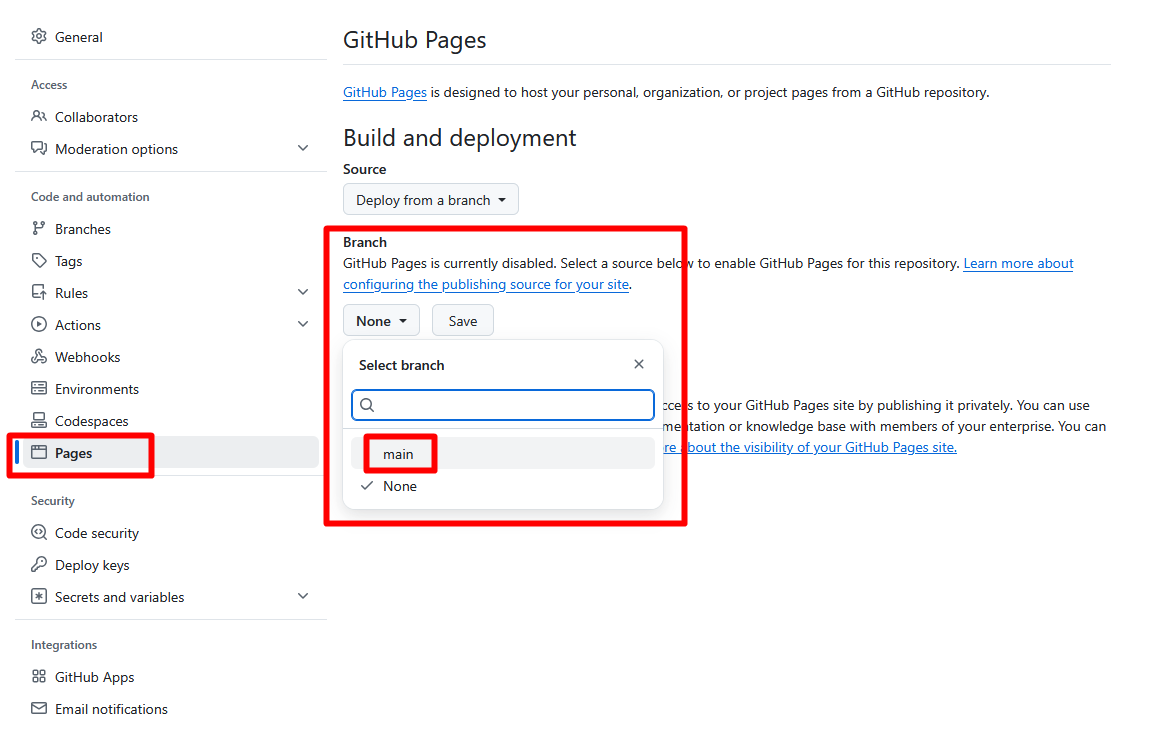 General
Access
Collaborators
Moderation options
Code and automation
Branches
Tags
Rules
Actions
Webhooks
Environments
Codespaces
Pages
Security
Code security
Deploy keys
Secrets and variables
Integrations
GitHub Apps
Email notifications
GitHub Pages
GitHub Pages is designed to host your personal, organization, or project pages from a GitHub repository.
Build and deployment
Source
Deploy from a branch
Branch
GitHub Pages is currently disabled. Select a source below to enable GitHub Pages for this repository. Learn more about
configuring the publishing source for your site.
None Save
Select branch
to your GitHub Pages site by publishing it privately. You can use
or knowledge base with members of your enterprise. You can
about the visibility of your GitHub Pages site.
main
None